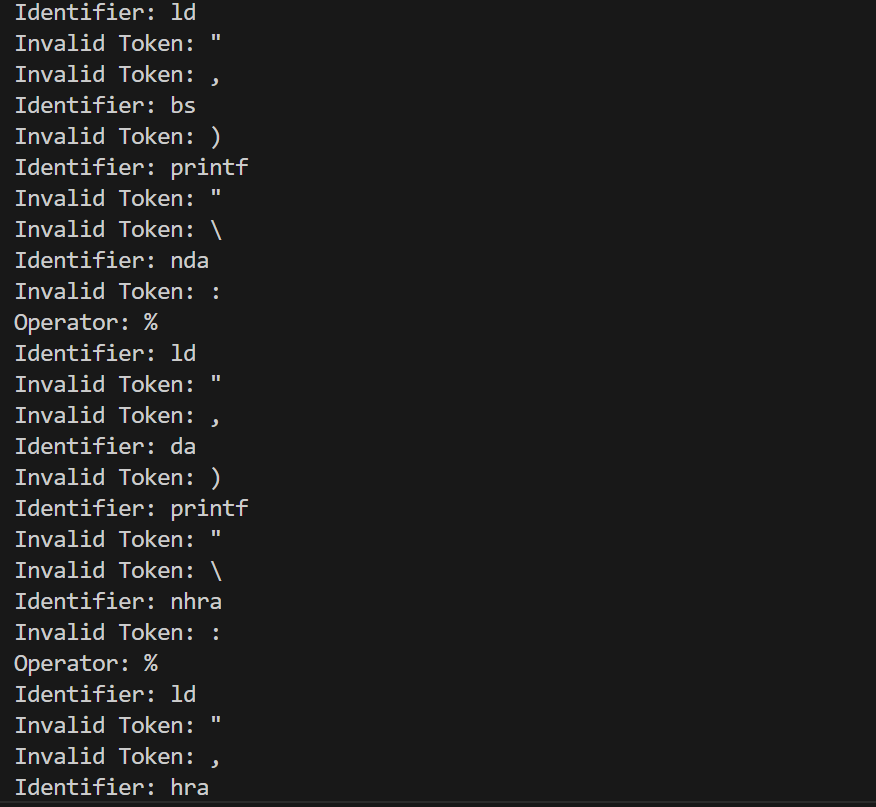 Identifier: ld
Invalid Token: "
Invalid Token: ,
Identifier: bs
Invalid Token: )
Identifier: printf
Invalid Token: "
Invalid Token: \
Identifier: nda
Invalid Token: :
Operator: %
Identifier: ld
Invalid Token: "
Invalid Token: ,
Identifier: da
Invalid Token: )
Identifier: printf
Invalid Token: "
Invalid Token: \
Identifier: nhra
Invalid Token: :
Operator: %
Identifier: ld
Invalid Token: "
Invalid Token: ,
Identifier: hra